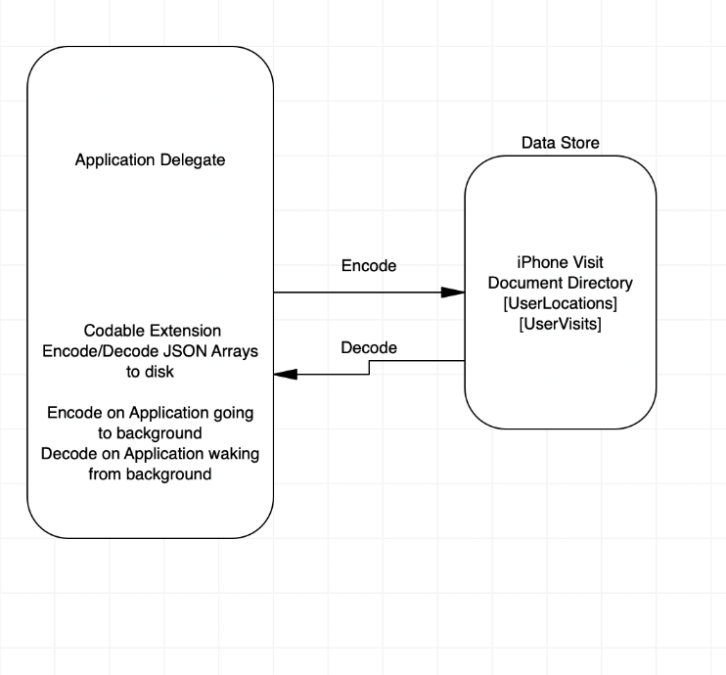 Application Delegate
Codable Extension
Encode/Decode JSON Arrays
to disk
Encode on Application going
to background
Decode on Application waking
from background
Encode
Decode
Data Store
iPhone Visit
Document Directory
[UserLocations]
[UserVisits]